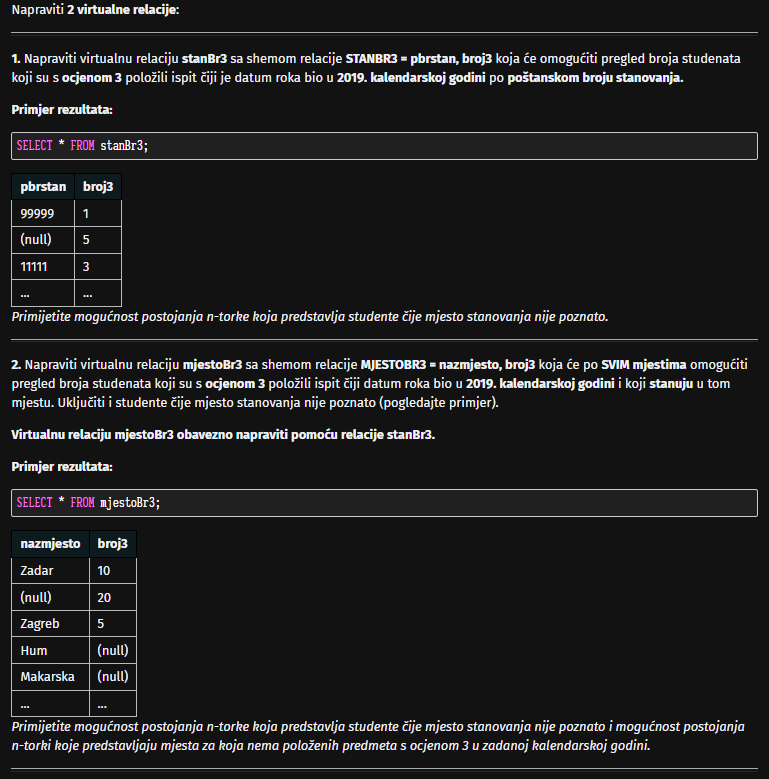 Napraviti 2 virtualne relacije:
1. Napraviti virtualnu relaciju stanBr3 sa shemom relacije STANBR3 = pbrstan, broj3 koja će omogućiti pregled broja studenata
koji su s ocjenom 3 položili ispit čiji je datum roka bio u 2019. kalendarskoj godini po poštanskom broju stanovanja.
Primjer rezultata:
SELECT * FROM stanBr3;
pbrstan broj3
99999 1
(null) 5
11111 3
... ...
Primijetite mogućnost postojanja n-torke koja predstavlja studente čije mjesto stanovanja nije poznato.
2. Napraviti virtualnu relaciju mjestoBr3 sa shemom relacije MJESTOBR3 = nazmjesto, broj3 koja će po SVIM mjestima omogućiti
pregled broja studenata koji su s ocjenom 3 položili ispit čiji datum roka bio u 2019. kalendarskoj godini i koji stanuju u tom
mjestu. Uključiti i studente čije mjesto stanovanja nije poznato (pogledajte primjer).
Virtualnu relaciju mjestoBr3 obavezno napraviti pomoću relacije stanBr3.
Primjer rezultata:
SELECT * FROM mjestoBr3;
nazmjesto broj3
Zadar 10
(null) 20
Zagreb 5
Hum (null)
Makarska (null)
... ...
Primijetite mogućnost postojanja n-torke koja predstavlja studente čije mjesto stanovanja nije poznato i mogućnost postojanja
n-torki koje predstavljaju mjesta za koja nema položenih predmeta s ocjenom 3 u zadanoj kalendarskoj godini.